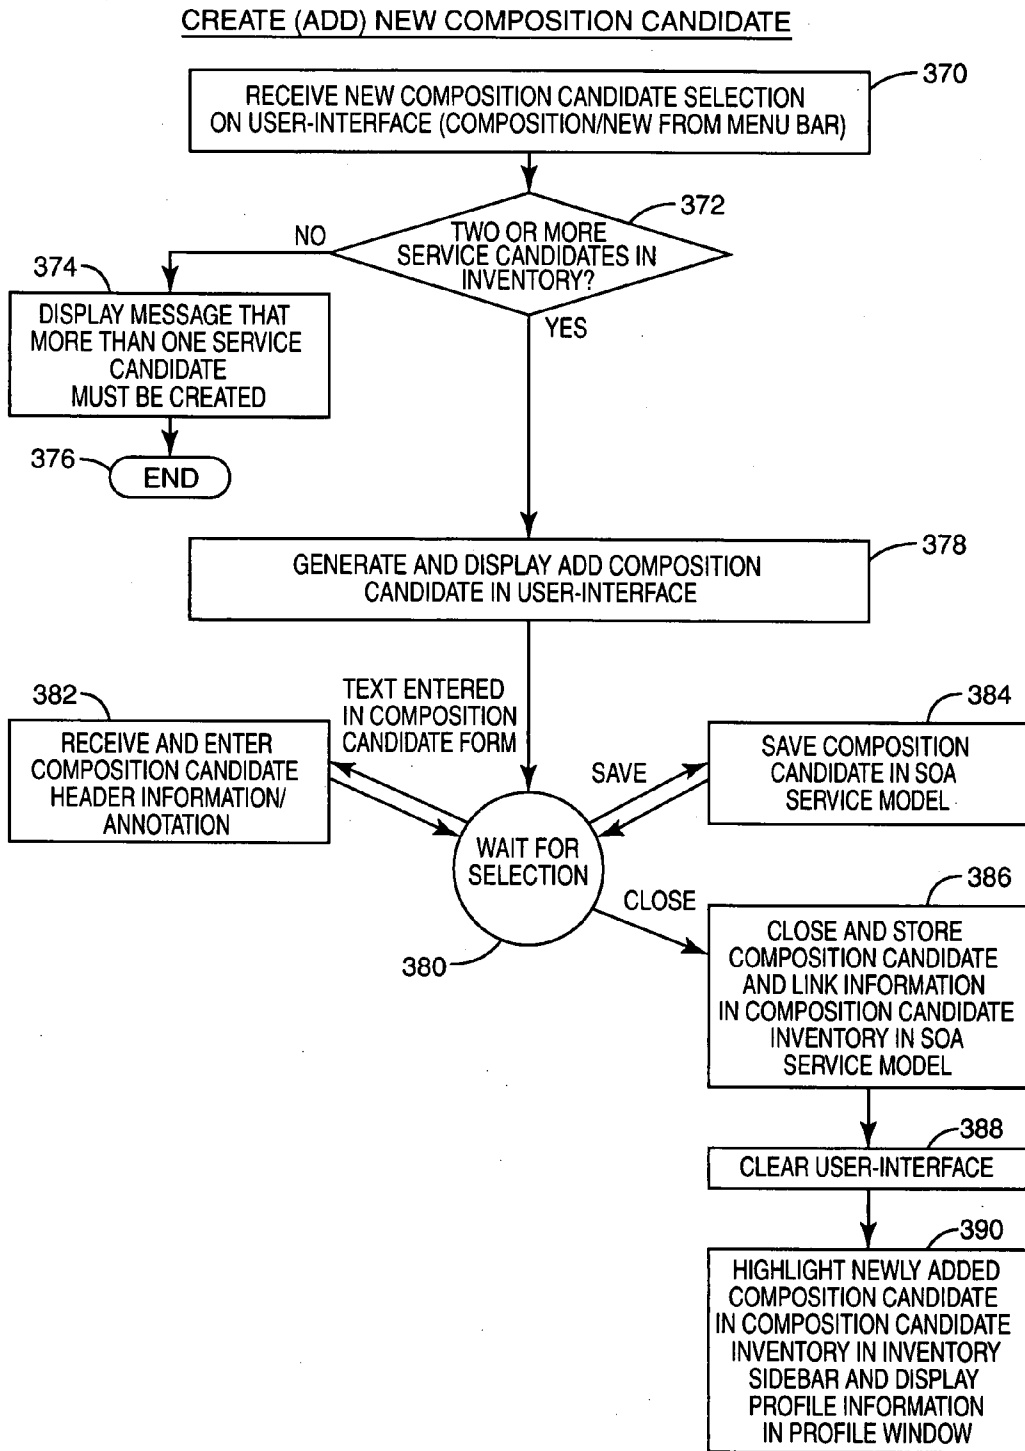 CREATE (ADD) NEW COMPOSITION CANDIDATE
370
RECEIVE NEW COMPOSITION CANDIDATE SELECTION
ON USER-INTERFACE (COMPOSITION/NEW FROM MENU BAR)
372
TWO OR MORE
SERVICE CANDIDATES IN
INVENTORY?
NO
YES
374
DISPLAY MESSAGE THAT
MORE THAN ONE SERVICE
CANDIDATE
MUST BE CREATED
376
END
378
GENERATE AND DISPLAY ADD COMPOSITION
CANDIDATE IN USER-INTERFACE
TEXT ENTERED
IN COMPOSITION
CANDIDATE FORM
382
RECEIVE AND ENTER
COMPOSITION CANDIDATE
HEADER INFORMATION/
ANNOTATION
384
SAVE COMPOSITION
CANDIDATE IN SOA
SERVICE MODEL
SAVE
WAIT FOR
SELECTION
380
CLOSE
386
CLOSE AND STORE
COMPOSITION CANDIDATE
AND LINK INFORMATION
IN COMPOSITION CANDIDATE
INVENTORY IN SOA
SERVICE MODEL
388
CLEAR USER-INTERFACE
390
HIGHLIGHT NEWLY ADDED
COMPOSITION CANDIDATE
IN COMPOSITION CANDIDATE
INVENTORY IN INVENTORY
SIDEBAR AND DISPLAY
PROFILE INFORMATION
IN PROFILE WINDOW